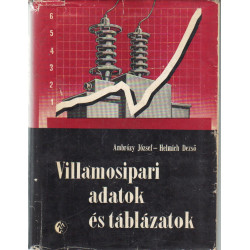 6
5
4
3
2
1
Ambrózy József – Helmich Dezső
Villamosipari
adatok
és táblázatok